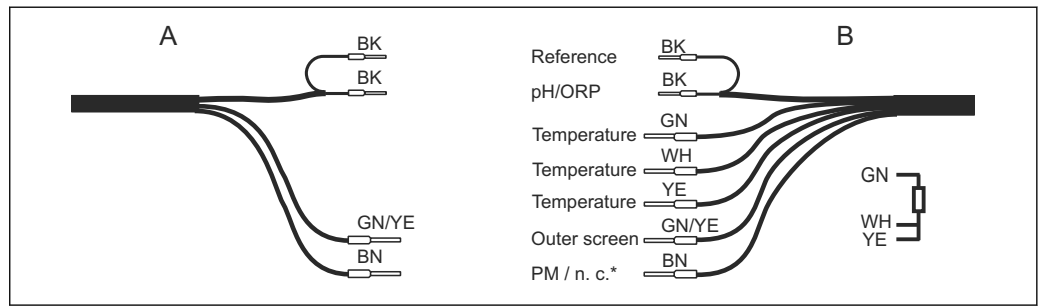 A
BK
BK
GN/YE
BN
B
Reference BK
pH/ORP BK
Temperature GN
Temperature WH
Temperature YE
Outer screen GN/YE
PM / n. c.* BN
GN
WH
YE